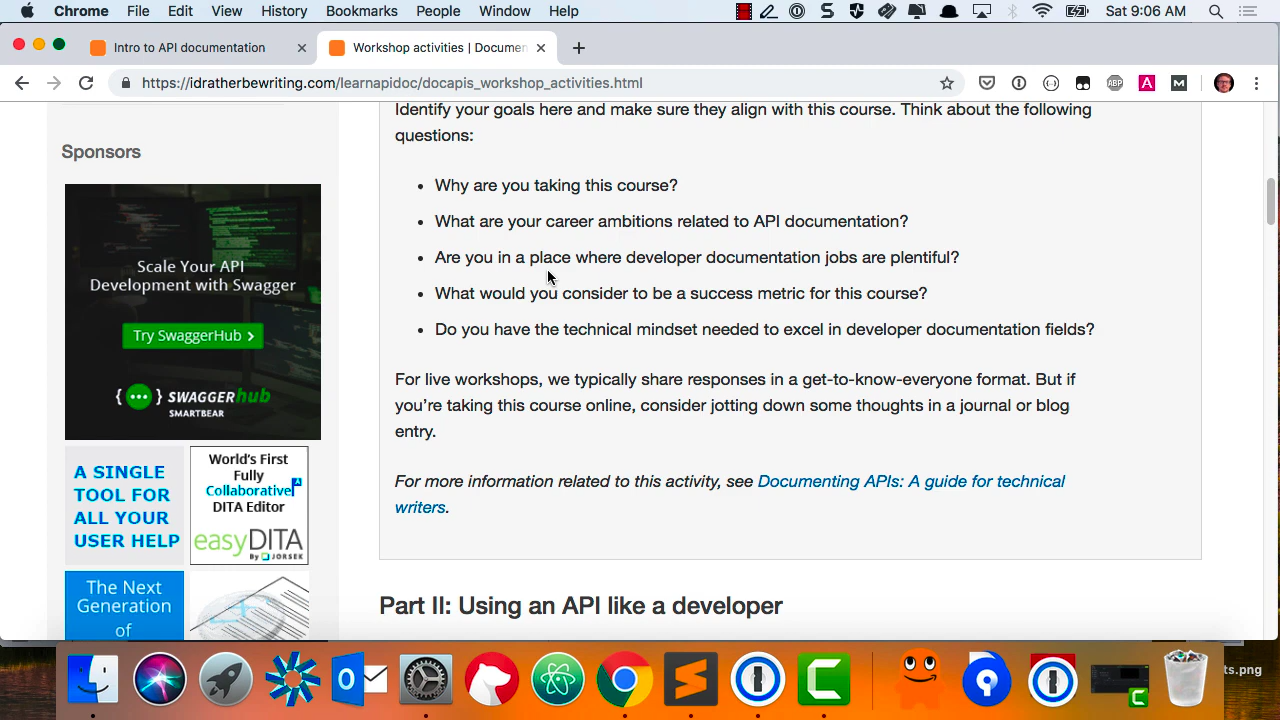 Chrome File Edit View History Bookmarks People Window Help Sat 9:06 AM
Intro to API documentation
Workshop activities | Documen
https://idratherbewriting.com/learnapidoc/docapis_workshop_activities.html
ABP
A
M
Identify your goals here and make sure they align with this course. Think about the following
questions:
• Why are you taking this course?
• What are your career ambitions related to API documentation?
• Are you in a place where developer documentation jobs are plentiful?
• What would you consider to be a success metric for this course?
• Do you have the technical mindset needed to excel in developer documentation fields?
For live workshops, we typically share responses in a get-to-know-everyone format. But if
you’re taking this course online, consider jotting down some thoughts in a journal or blog
entry.
For more information related to this activity, see Documenting APIs: A guide for technical
writers.
Part II: Using an API like a developer
Sponsors
Scale Your API
Development with Swagger
Try SwaggerHub
SWAGGERhub
SMARTBEAR
A SINGLE
TOOL FOR
ALL YOUR
USER HELP
World’s First
Fully
Collaborative
DITA Editor
easyDITA
By JORSEK
The Next
Generation
of
ts.png